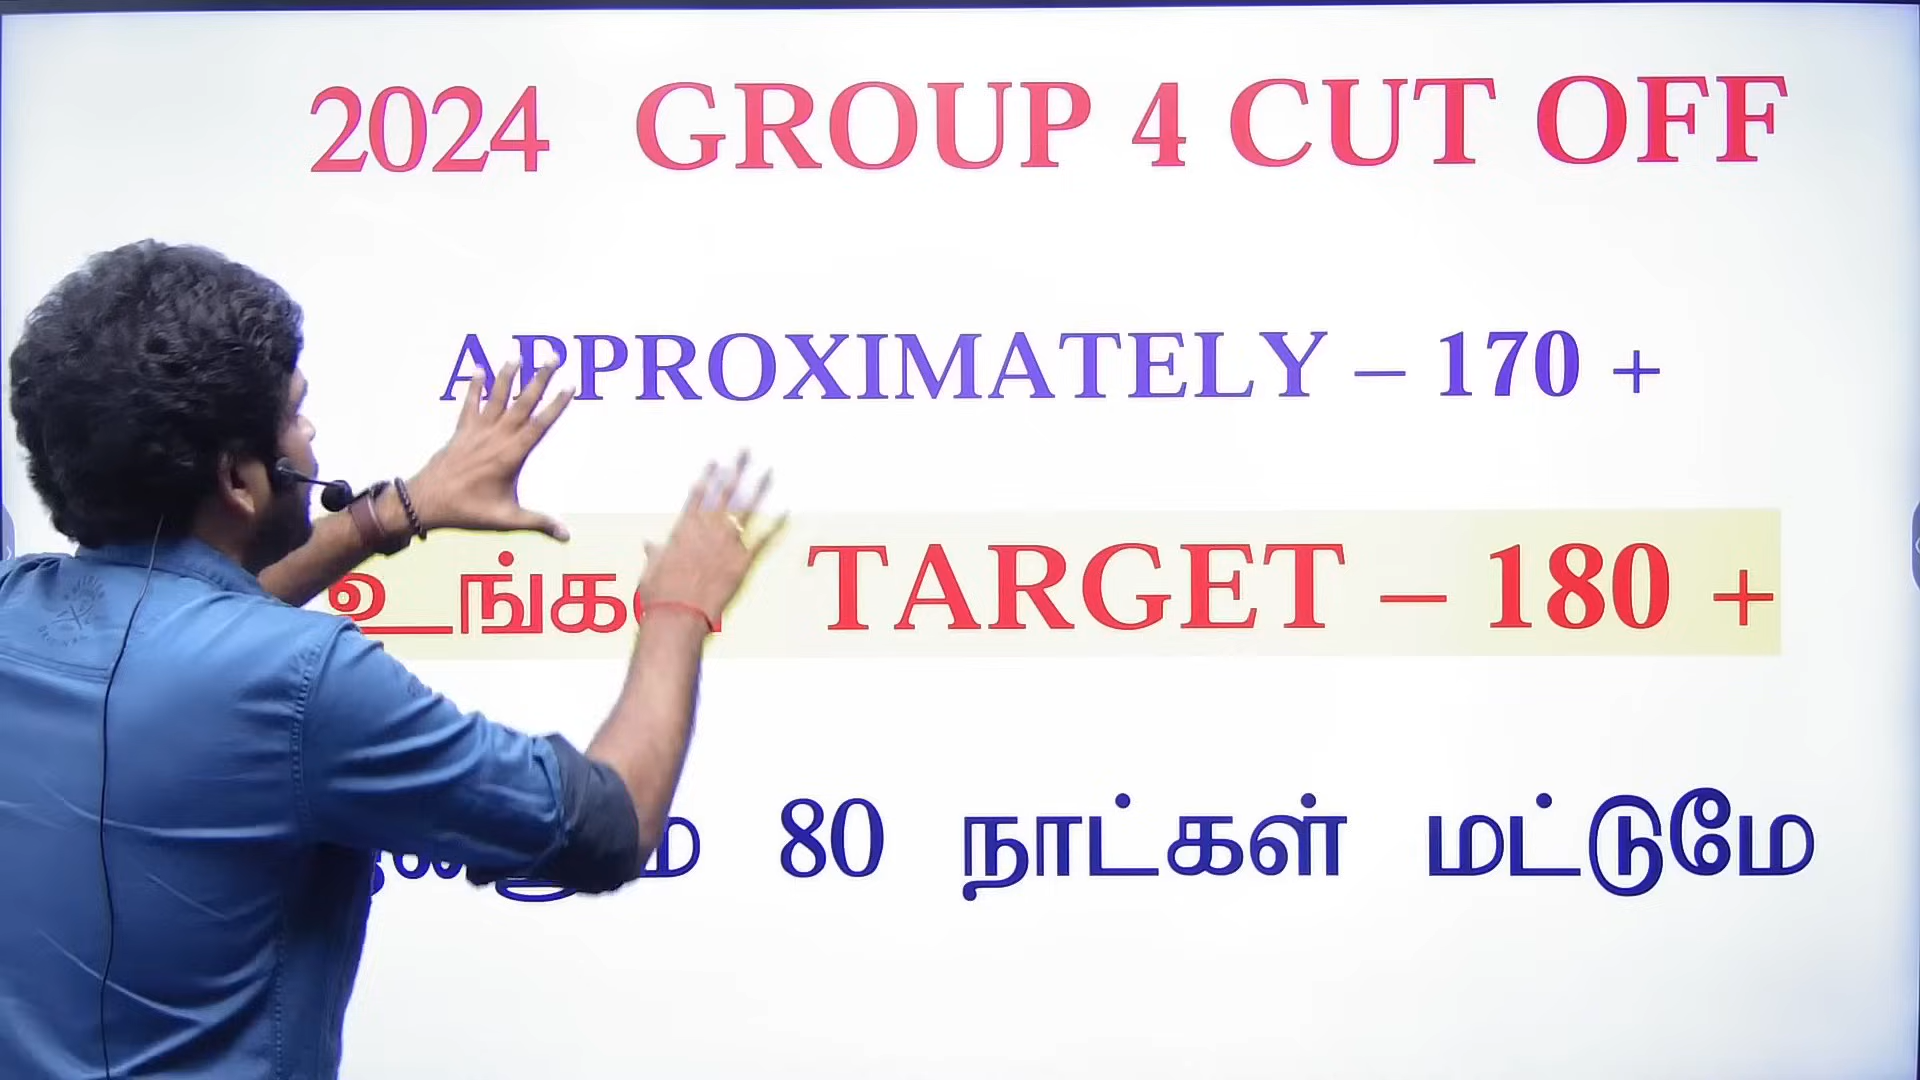 2024 GROUP 4 CUT OFF
APPROXIMATELY – 170 +
TARGET – 180 +
80 நாட்கள் மட்டுமே